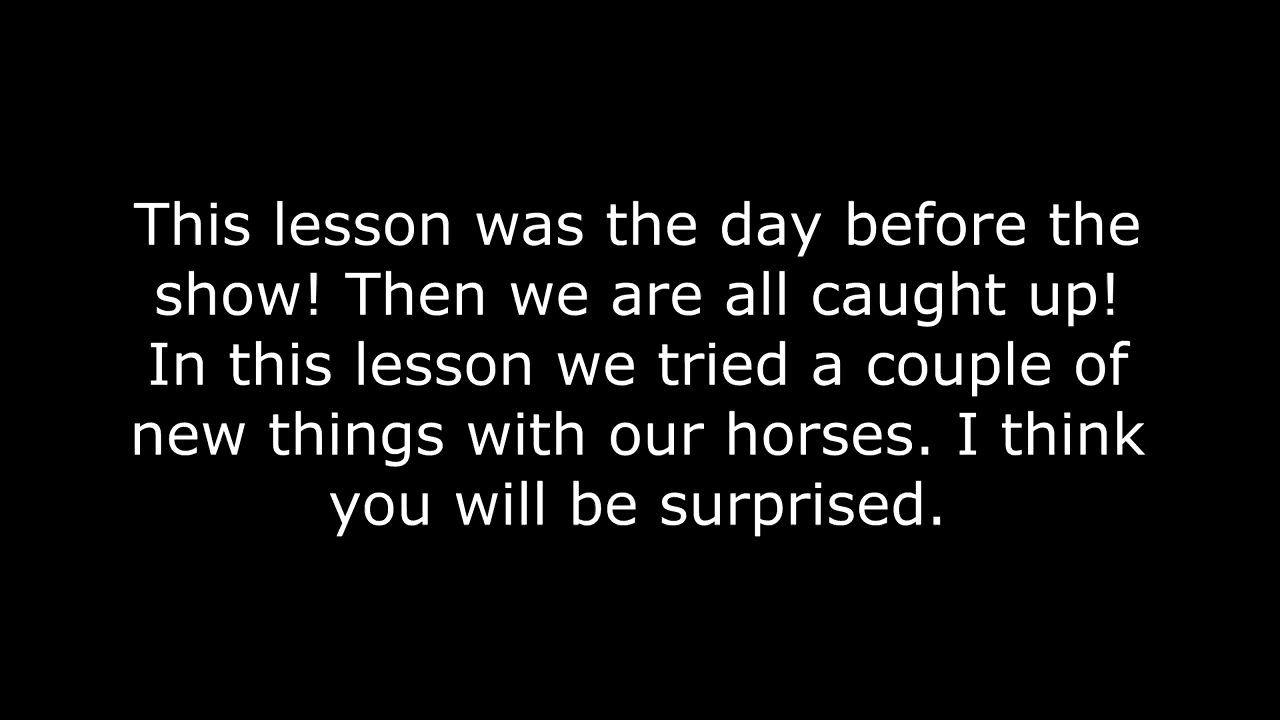 This lesson was the day before the
show! Then we are all caught up!
In this lesson we tried a couple of
new things with our horses. I think
you will be surprised.